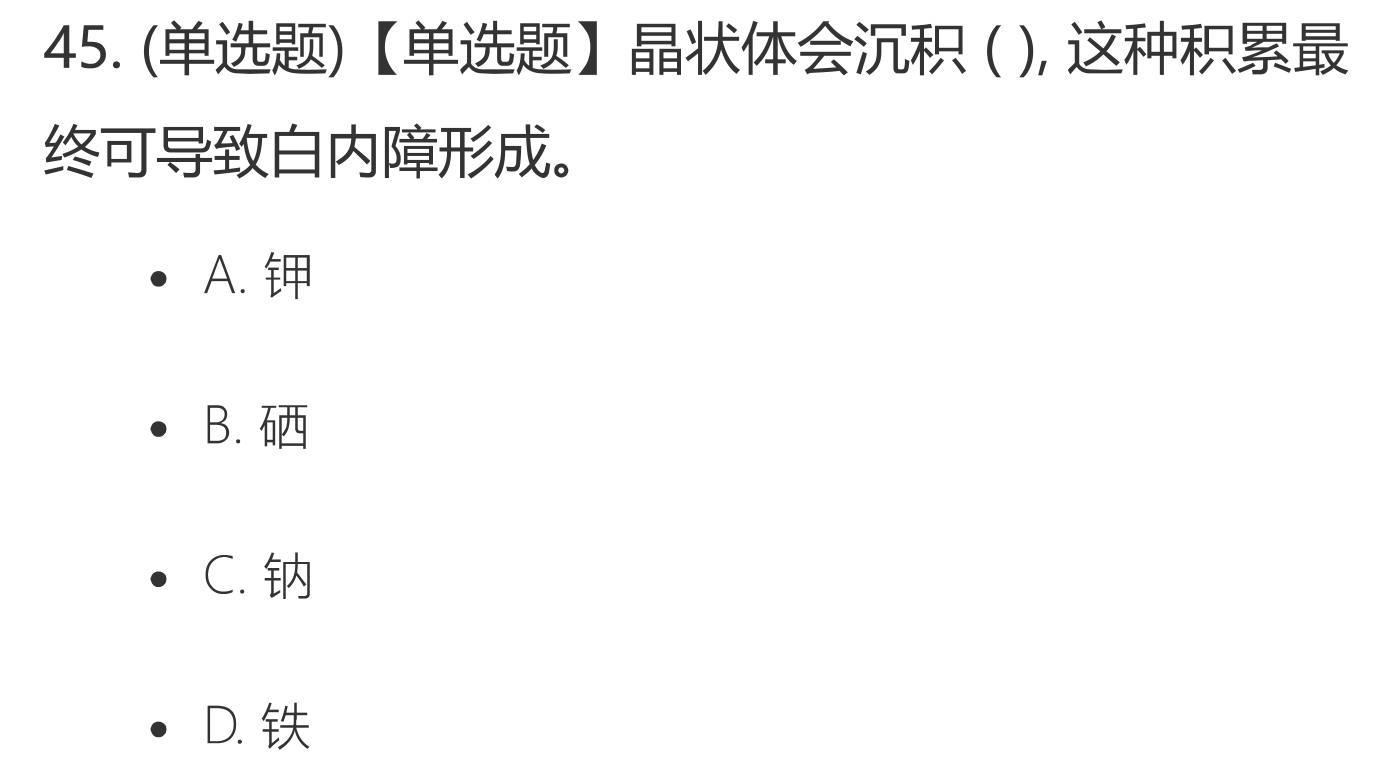 45. (单选题)【单选题】晶状体会沉积 ( ), 这种积累最
终可导致白内障形成。
A. 钾
B. 硒
C. 钠
D. 铁